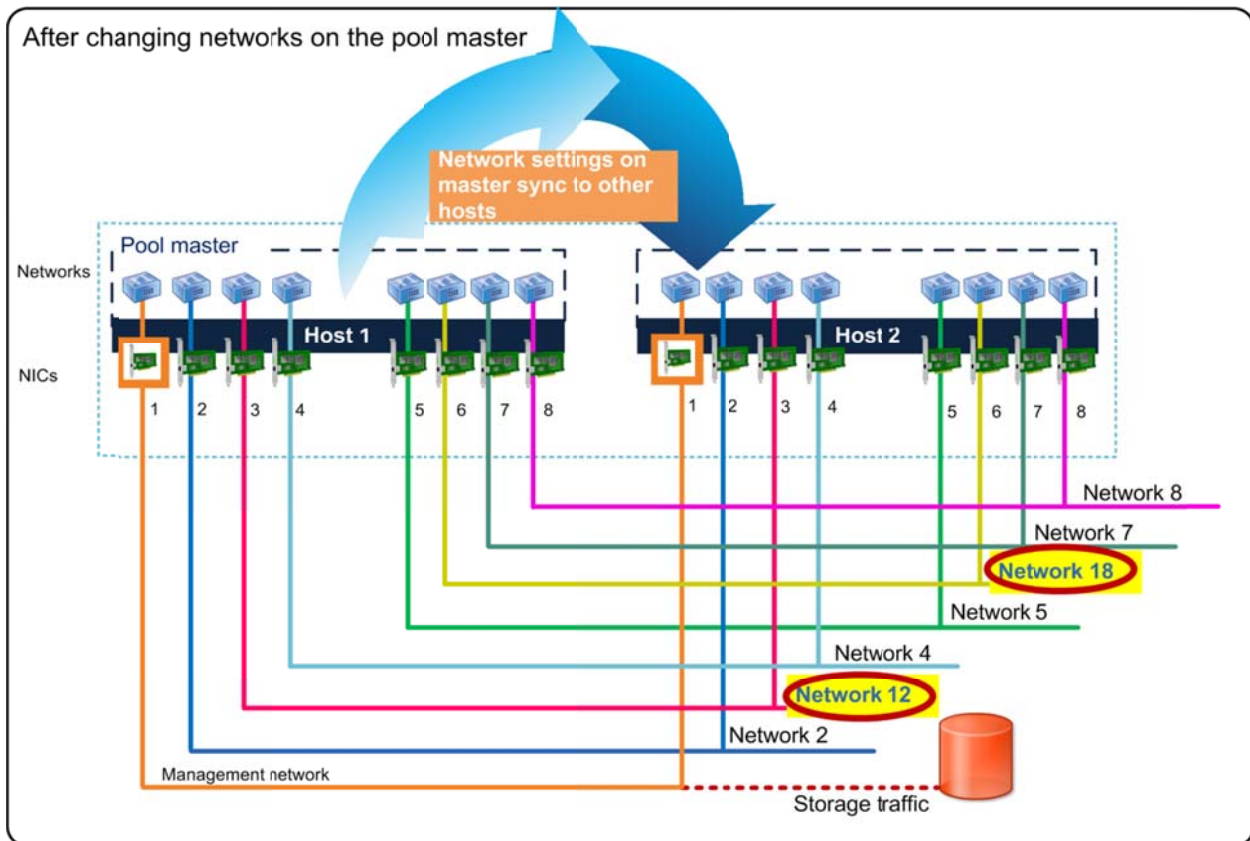 After changing networks on the pool master
Network settings on
master sync to other
hosts
Pool master
Networks
Host 1
Host 2
NICs
1 2 3 4 5 6 7 8
1 2 3 4 5 6 7 8
Network 8
Network 7
Network 18
Network 5
Network 4
Network 12
Network 2
Management network
Storage traffic